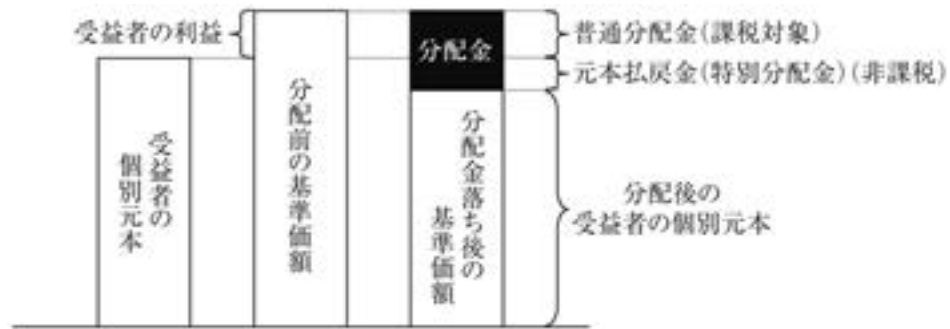 受益者の利益
分配金
普通分配金(課税対象)
元本払戻金(特別分配金)(非課税)
受益者の
個別元本
分配前の基準価額
分配金落ち後の
基準価額
分配後の
受益者の個別元本